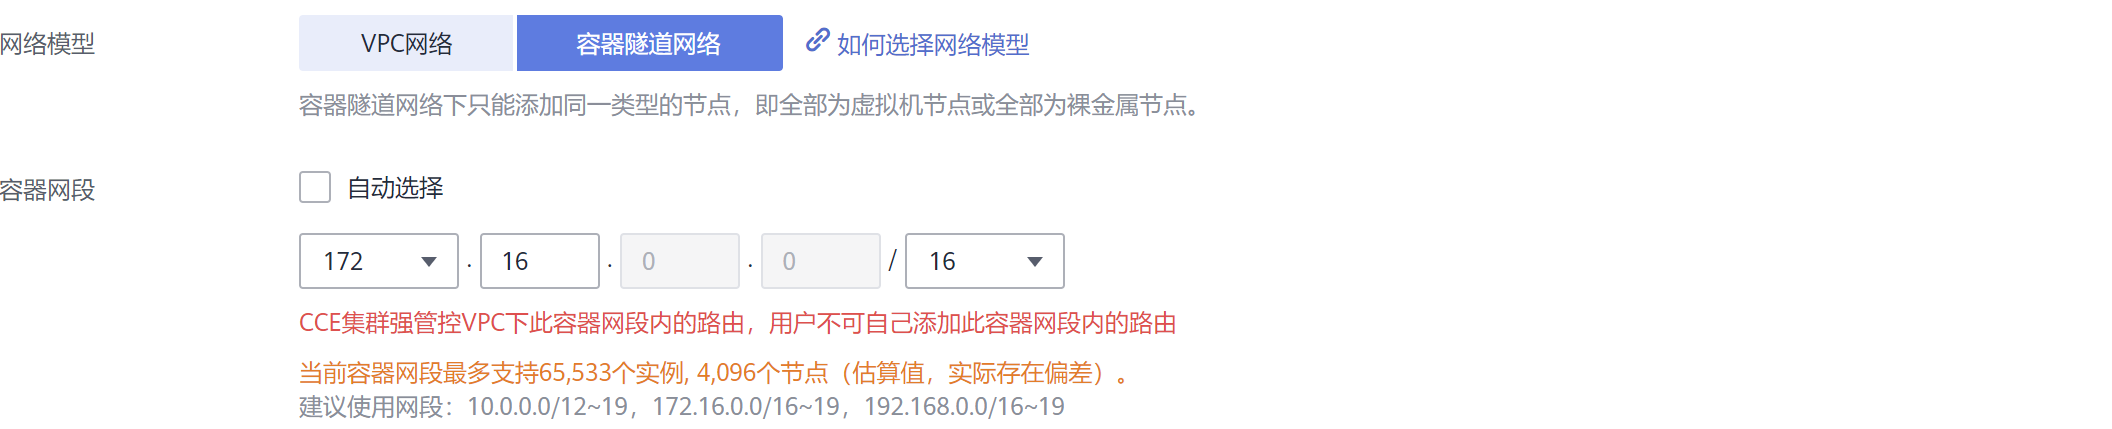 网络模型
VPC网络
容器隧道网络
如何选择网络模型
容器隧道网络下只能添加同一类型的节点，即全部为虚拟机节点或全部为裸金属节点。
容器网段
自动选择
172 . 16 . 0 . 0 / 16
CCE集群强管控VPC下此容器网段内的路由，用户不可自己添加此容器网段内的路由
当前容器网段最多支持65,533个实例, 4,096个节点（估算值，实际存在偏差）。
建议使用网段：10.0.0.0/12~19，172.16.0.0/16~19，192.168.0.0/16~19